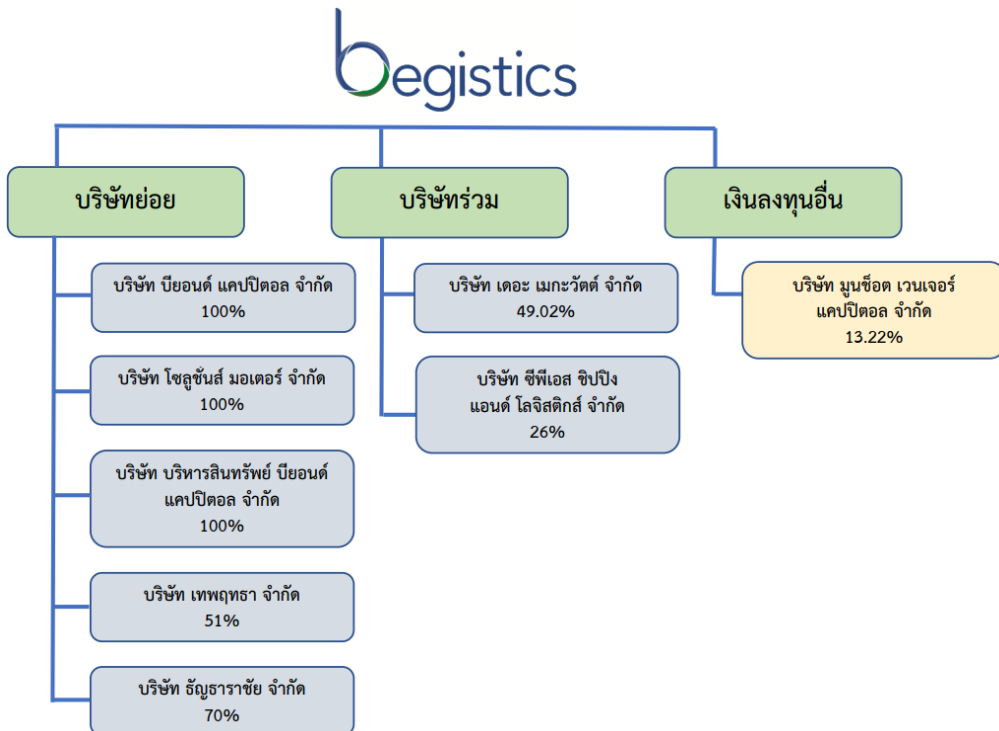 begistics
บริษัทย่อย
บริษัทร่วม
เงินลงทุนอื่น
บริษัท บียอนด์ แคปปิตอล จำกัด
100%
บริษัท โซลูชั่นส์ มอเตอร์ จำกัด
100%
บริษัท บริหารสินทรัพย์ บียอนด์
แคปปิตอล จำกัด
100%
บริษัท เทพฤทธา จำกัด
51%
บริษัท ธัญธาราชัย จำกัด
70%
บริษัท เดอะ เมกะวัตต์ จำกัด
49.02%
บริษัท ซีพีเอส ชิปปิง
แอนด์ โลจิสติกส์ จำกัด
26%
บริษัท มูนช็อต เวนเจอร์
แคปปิตอล จำกัด
13.22%